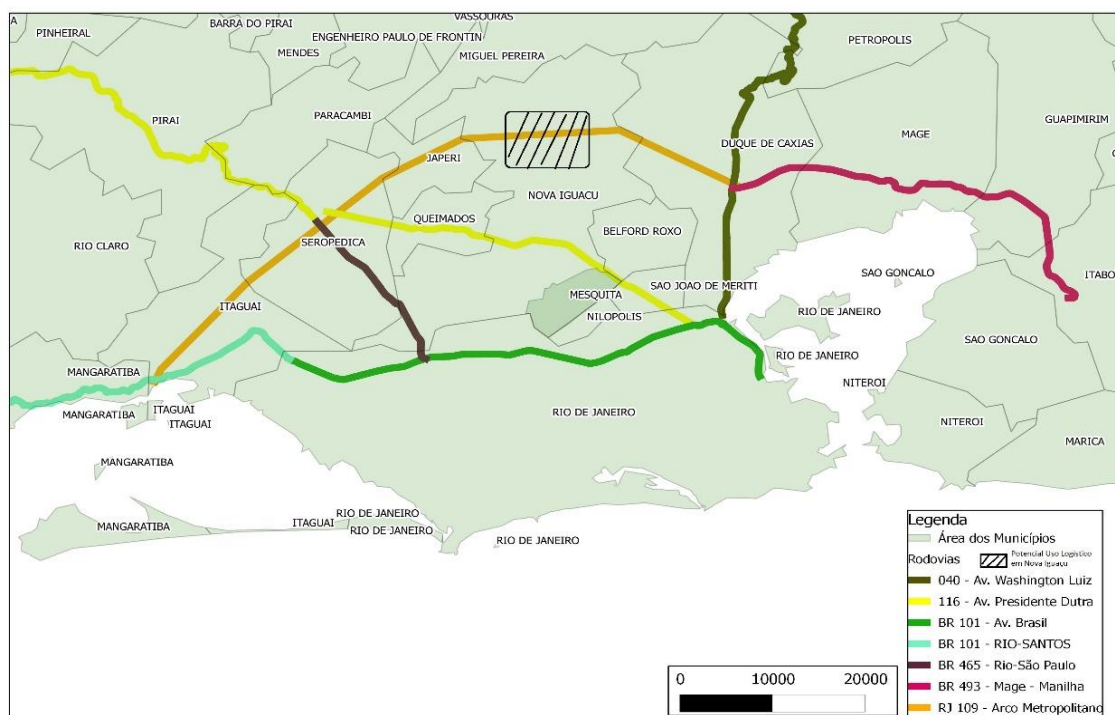 A
VASSOURAS
BARRA DO PIRAI
PINHEIRAL
ENGENHEIRO PAULO DE FRONTIN
PETROPOLIS
MENDES
MIGUEL PEREIRA
PIRAI
PARACAMBI
GUAPIMIRIM
MAGE
DUQUE DE CAXIAS
JAPERI
NOVA IGUACU
QUEIMADOS
BELFORD ROXO
SEROPEDICA
RIO CLARO
SAO GONCALO
ITABO
SAO JOAO DE MERITI
MESQUITA
ITAGUAI
NILOPOLIS
RIO DE JANEIRO
SAO GONCALO
RIO DE JANEIRO
MANGARATIBA
NITEROI
MANGARATIBA
ITAGUAI
ITAGUAI
RIO DE JANEIRO
NITEROI
MARICA
MANGARATIBA
RIO DE JANEIRO
MANGARATIBA
ITAGUAI
RIO DE JANEIRO
RIO DE JANEIRO
Legenda
Área dos Municípios
Rodovias
Potencial Uso Logístico
em Nova Iguaçu
040 - Av. Washington Luiz
116 - Av. Presidente Dutra
BR 101 - Av. Brasil
BR 101 - RIO-SANTOS
BR 465 - Rio-São Paulo
BR 493 - Mage - Manilha
RJ 109 - Arco Metropolitano
0 10000 20000